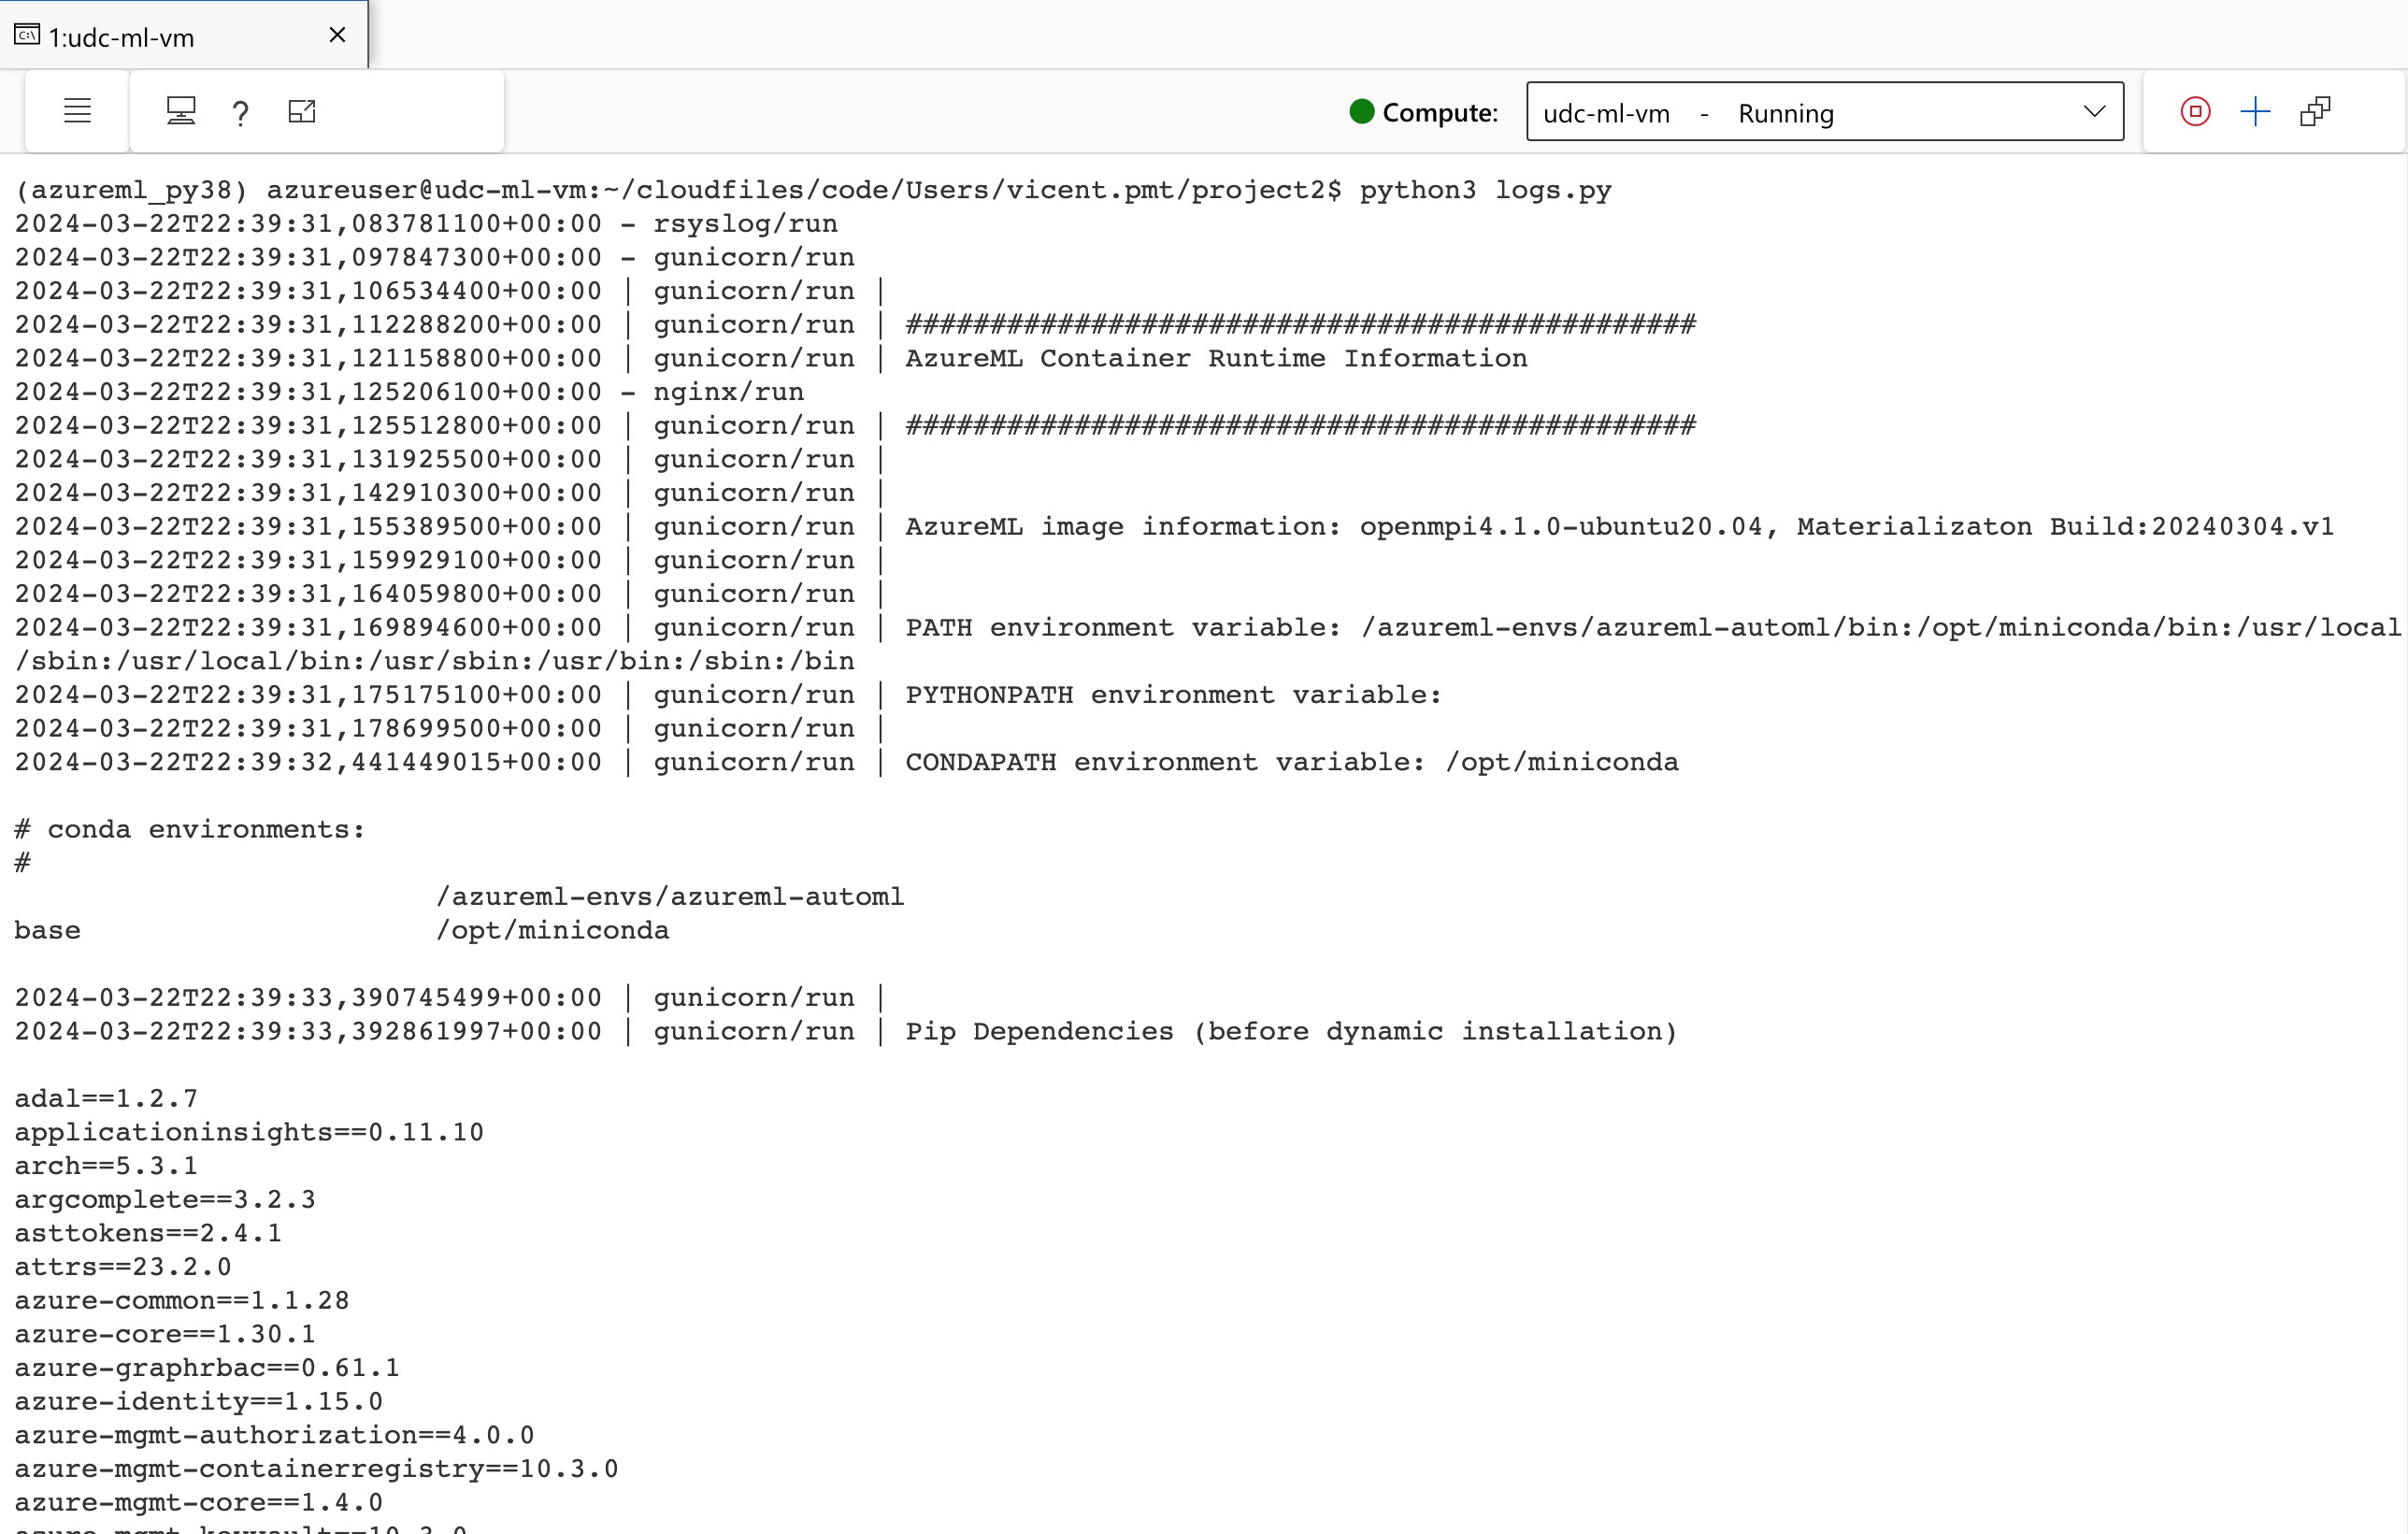 1:udc-ml-vm
Compute: udc-ml-vm - Running
(azureml_py38) azureuser@udc-ml-vm:~/cloudfiles/code/Users/vicent.pmt/project2$ python3 logs.py
2024-03-22T22:39:31,083781100+00:00 - rsyslog/run
2024-03-22T22:39:31,097847300+00:00 - gunicorn/run
2024-03-22T22:39:31,106534400+00:00 | gunicorn/run |
2024-03-22T22:39:31,112288200+00:00 | gunicorn/run | ###############################################
2024-03-22T22:39:31,121158800+00:00 | gunicorn/run | AzureML Container Runtime Information
2024-03-22T22:39:31,125206100+00:00 - nginx/run
2024-03-22T22:39:31,125512800+00:00 | gunicorn/run | ###############################################
2024-03-22T22:39:31,131925500+00:00 | gunicorn/run |
2024-03-22T22:39:31,142910300+00:00 | gunicorn/run |
2024-03-22T22:39:31,155389500+00:00 | gunicorn/run | AzureML image information: openmpi4.1.0-ubuntu20.04, Materializaton Build:20240304.v1
2024-03-22T22:39:31,159929100+00:00 | gunicorn/run |
2024-03-22T22:39:31,164059800+00:00 | gunicorn/run |
2024-03-22T22:39:31,169894600+00:00 | gunicorn/run | PATH environment variable: /azureml-envs/azureml-automl/bin:/opt/miniconda/bin:/usr/local
/sbin:/usr/local/bin:/usr/sbin:/usr/bin:/sbin:/bin
2024-03-22T22:39:31,175175100+00:00 | gunicorn/run | PYTHONPATH environment variable:
2024-03-22T22:39:31,178699500+00:00 | gunicorn/run |
2024-03-22T22:39:32,441449015+00:00 | gunicorn/run | CONDAPATH environment variable: /opt/miniconda
# conda environments:
#
/azureml-envs/azureml-automl
base /opt/miniconda
2024-03-22T22:39:33,390745499+00:00 | gunicorn/run |
2024-03-22T22:39:33,392861997+00:00 | gunicorn/run | Pip Dependencies (before dynamic installation)
adal==1.2.7
applicationinsights==0.11.10
arch==5.3.1
argcomplete==3.2.3
asttokens==2.4.1
attrs==23.2.0
azure-common==1.1.28
azure-core==1.30.1
azure-graphrbac==0.61.1
azure-identity==1.15.0
azure-mgmt-authorization==4.0.0
azure-mgmt-containerregistry==10.3.0
azure-mgmt-core==1.4.0
azure-mgmt-keyvault==10.3.0